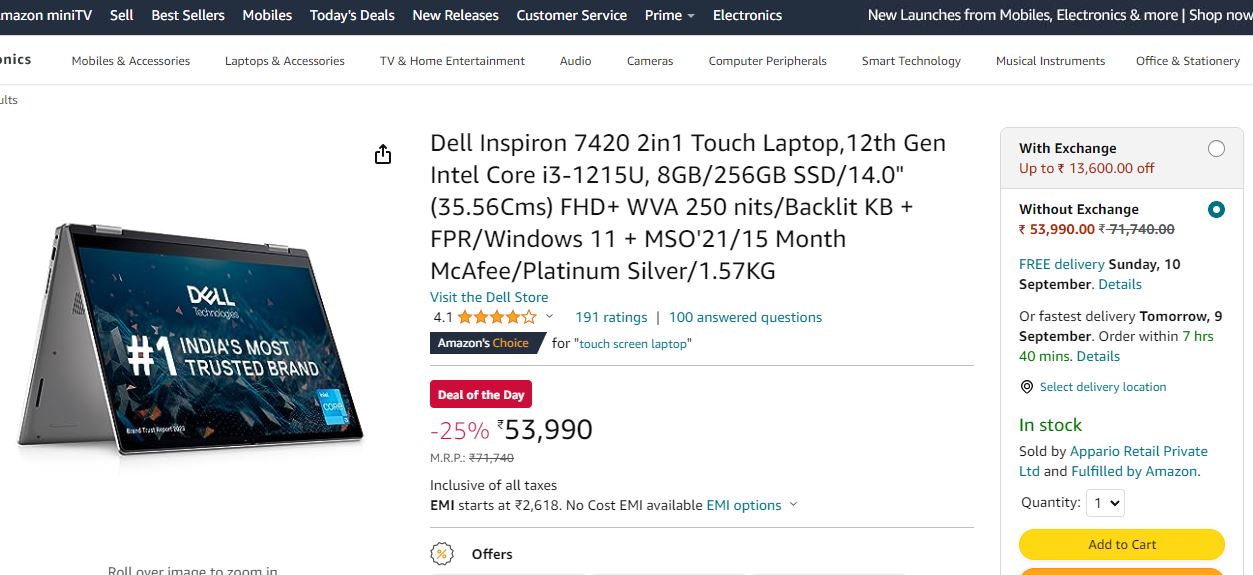 mazon miniTV Sell Best Sellers Mobiles Today's Deals New Releases Customer Service Prime Electronics New Launches from Mobiles, Electronics & more | Shop now
onics Mobiles & Accessories Laptops & Accessories TV & Home Entertainment Audio Cameras Computer Peripherals Smart Technology Musical Instruments Office & Stationery
ults
DELL
Technologies
#1 INDIA'S MOST
TRUSTED BRAND
Brand Trust Report 2023
intel
CORE
i3
Roll over image to zoom in
Dell Inspiron 7420 2in1 Touch Laptop,12th Gen
Intel Core i3-1215U, 8GB/256GB SSD/14.0"
(35.56Cms) FHD+ WVA 250 nits/Backlit KB +
FPR/Windows 11 + MSO'21/15 Month
McAfee/Platinum Silver/1.57KG
Visit the Dell Store
4.1 191 ratings | 100 answered questions
Amazon's Choice for "touch screen laptop"
Deal of the Day
-25% ₹53,990
M.R.P.: ₹71,740
Inclusive of all taxes
EMI starts at ₹2,618. No Cost EMI available EMI options
% Offers
With Exchange
Up to ₹ 13,600.00 off
Without Exchange
₹ 53,990.00 ₹ 71,740.00
FREE delivery Sunday, 10
September. Details
Or fastest delivery Tomorrow, 9
September. Order within 7 hrs
40 mins. Details
Select delivery location
In stock
Sold by Appario Retail Private
Ltd and Fulfilled by Amazon.
Quantity: 1
Add to Cart